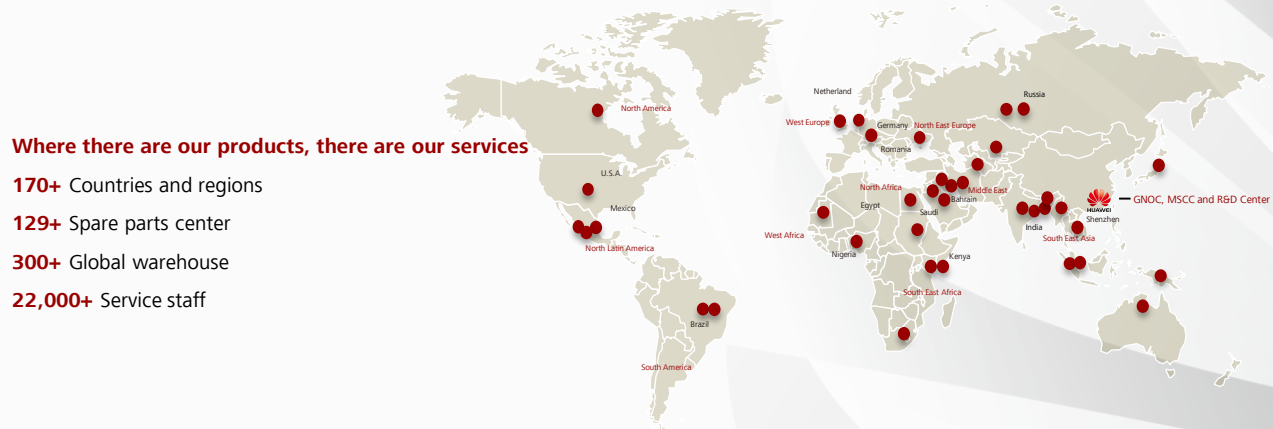 Where there are our products, there are our services
170+ Countries and regions
129+ Spare parts center
300+ Global warehouse
22,000+ Service staff
Netherland
Russia
North America
West Europe
Germany
North East Europe
Romania
U.S.A.
North Africa
Middle East
Mexico
Egypt
Bahrain
Saudi
HUAWEI
GNOC, MSCC and R&D Center
Shenzhen
India
West Africa
South East Asia
North Latin America
Nigeria
Kenya
South East Africa
Brazil
South America